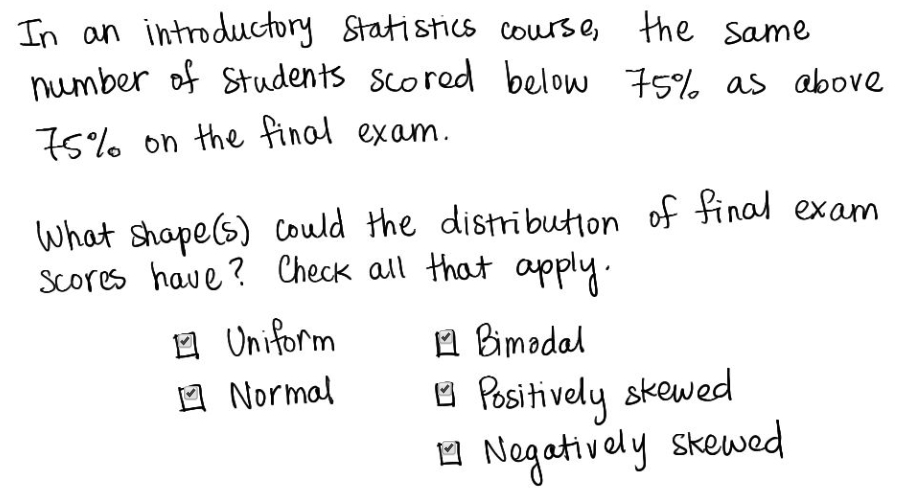 In an introductory statistics course, the same
number of students scored below 75% as above
75% on the final exam.
What shape(s) could the distribution of final exam
scores have? Check all that apply.
☑ Uniform ☑ Bimodal
☑ Normal ☑ Positively skewed
☑ Negatively skewed